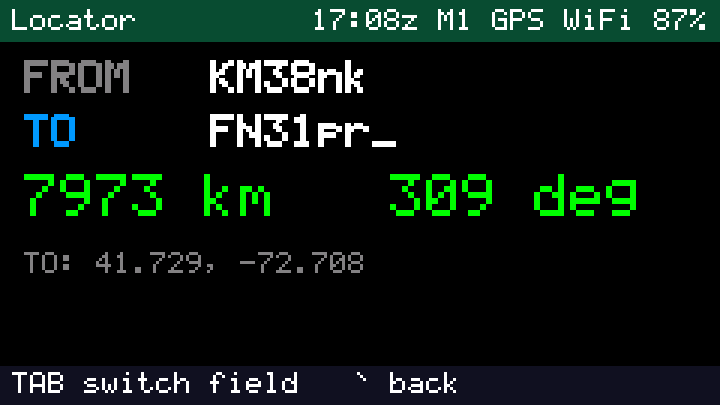 Locator 17:08z M1 GPS WiFi 87%
FROM KM38nk
TO FN31pr_
7973 km 309 deg
TO: 41.729, -72.708
TAB switch field ` back